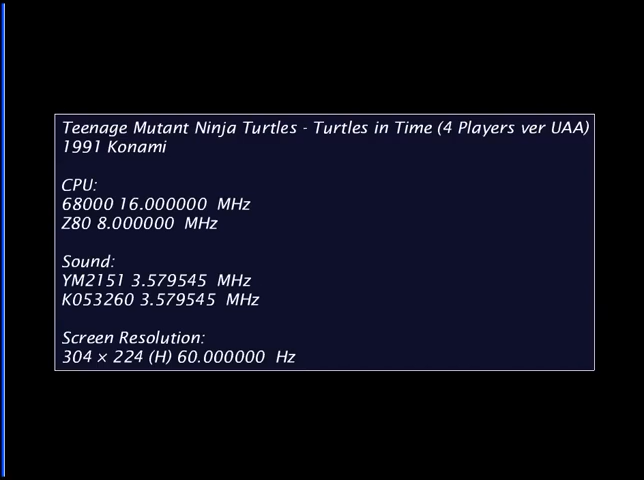 Teenage Mutant Ninja Turtles - Turtles in Time (4 Players ver UAA)
1991 Konami
CPU:
68000 16.000000 MHz
Z80 8.000000 MHz
Sound:
YM2151 3.579545 MHz
K053260 3.579545 MHz
Screen Resolution:
304 × 224 (H) 60.000000 Hz